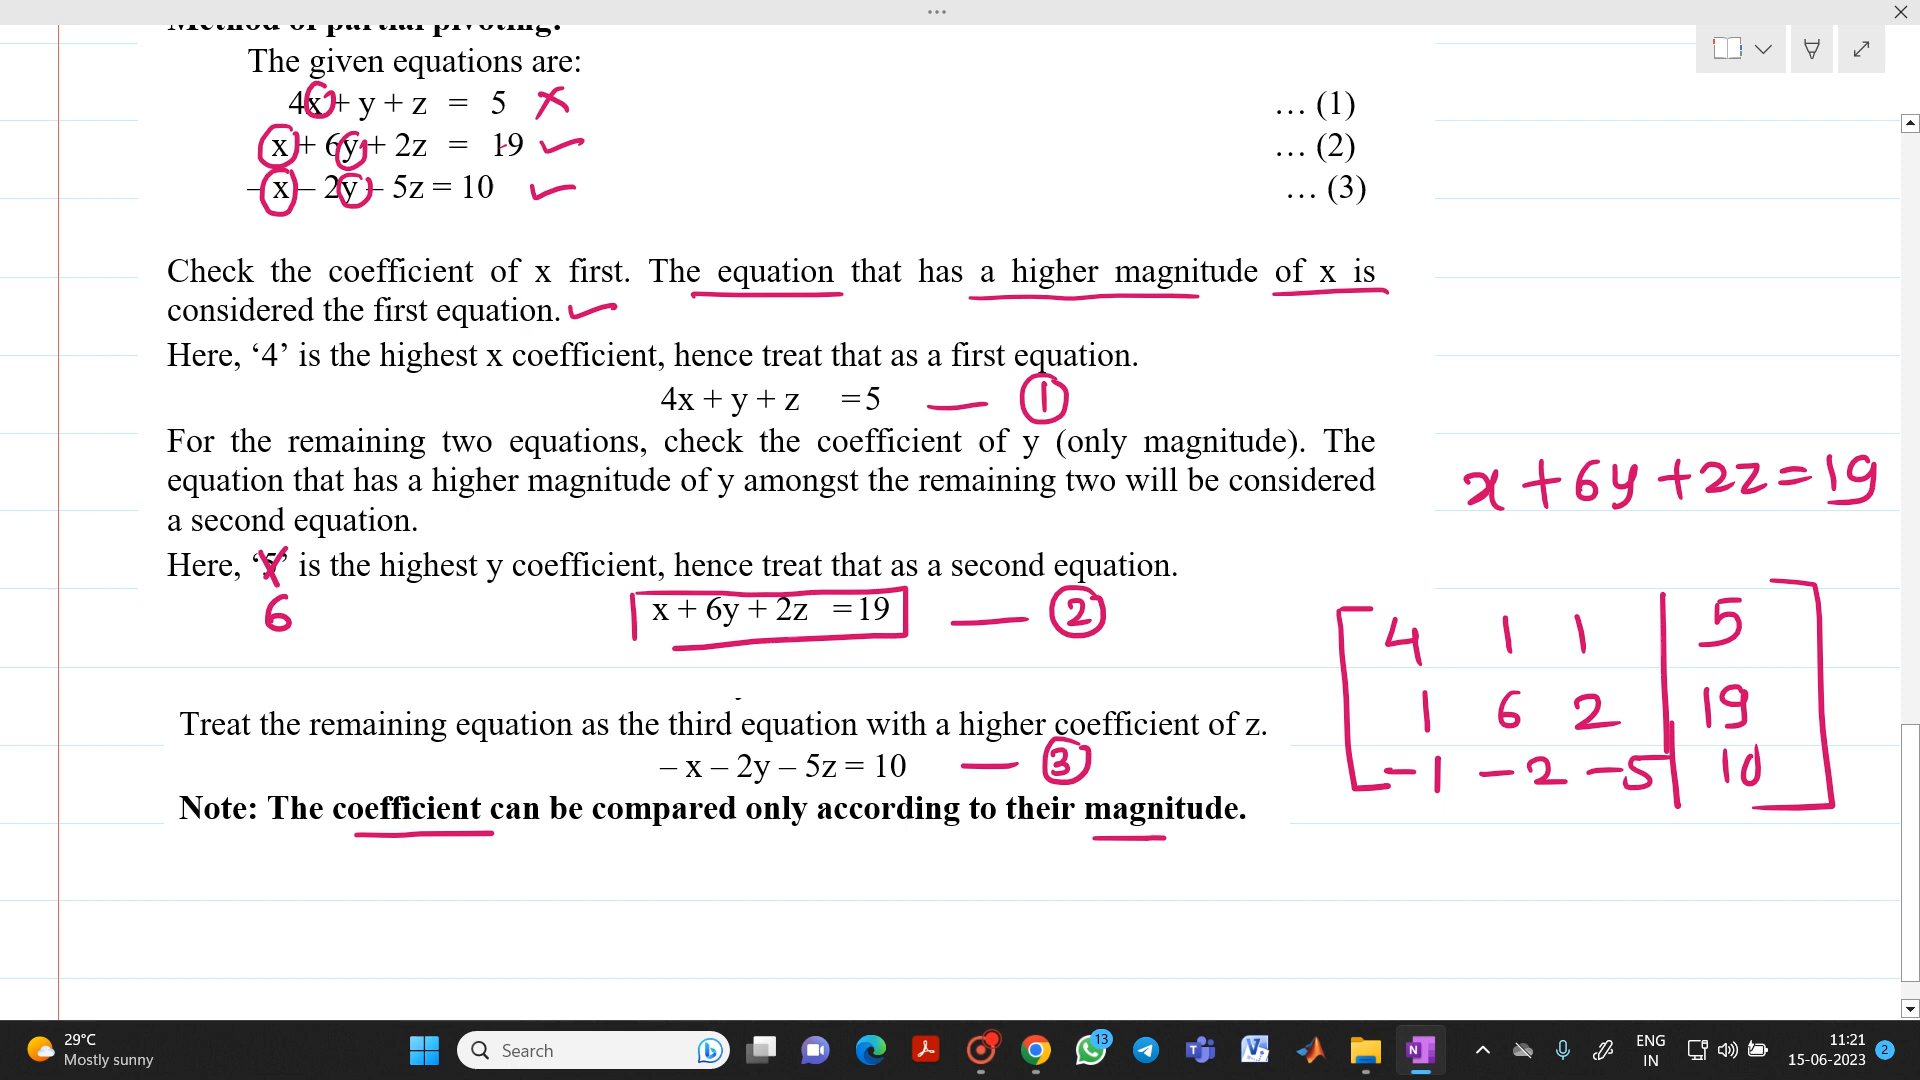 Method of partial pivoting:
The given equations are:
4x + y + z = 5 ✗ … (1)
x + 6y + 2z = 19 ✓ … (2)
– x – 2y – 5z = 10 ✓ … (3)
Check the coefficient of x first. The equation that has a higher magnitude of x is
considered the first equation. ✓
Here, ‘4’ is the highest x coefficient, hence treat that as a first equation.
4x + y + z = 5 — ①
For the remaining two equations, check the coefficient of y (only magnitude). The
equation that has a higher magnitude of y amongst the remaining two will be considered
a second equation.
x + 6y + 2z = 19
Here, ‘5’ is the highest y coefficient, hence treat that as a second equation.
6
x + 6y + 2z = 19 — ②
4 1 1 | 5
1 6 2 | 19
-1 -2 -5 | 10
Treat the remaining equation as the third equation with a higher coefficient of z.
– x – 2y – 5z = 10 — ③
Note: The coefficient can be compared only according to their magnitude.
29°C
Mostly sunny
Search
13
ENG
IN
11:21
15-06-2023
2